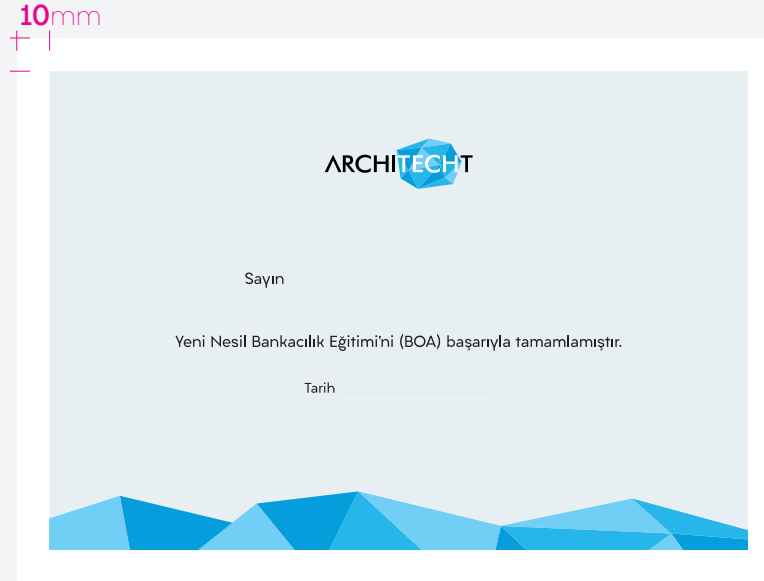 10mm
ARCHITECHT
Sayın
Yeni Nesil Bankacılık Eğitimi'ni (BOA) başarıyla tamamlamıştır.
Tarih